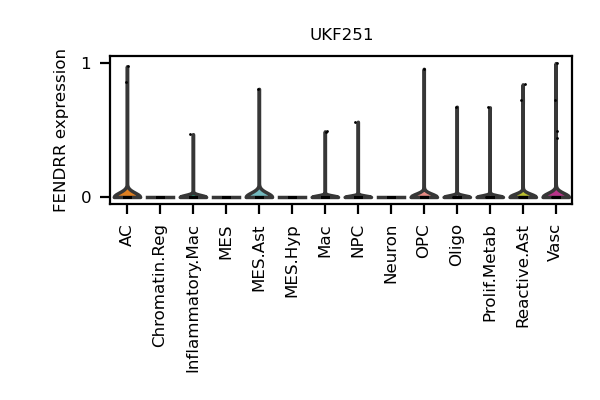 UKF251
FENDRR expression
1
0
AC
Chromatin.Reg
Inflammatory.Mac
MES
MES.Ast
MES.Hyp
Mac
NPC
Neuron
OPC
Oligo
Prolif.Metab
Reactive.Ast
Vasc